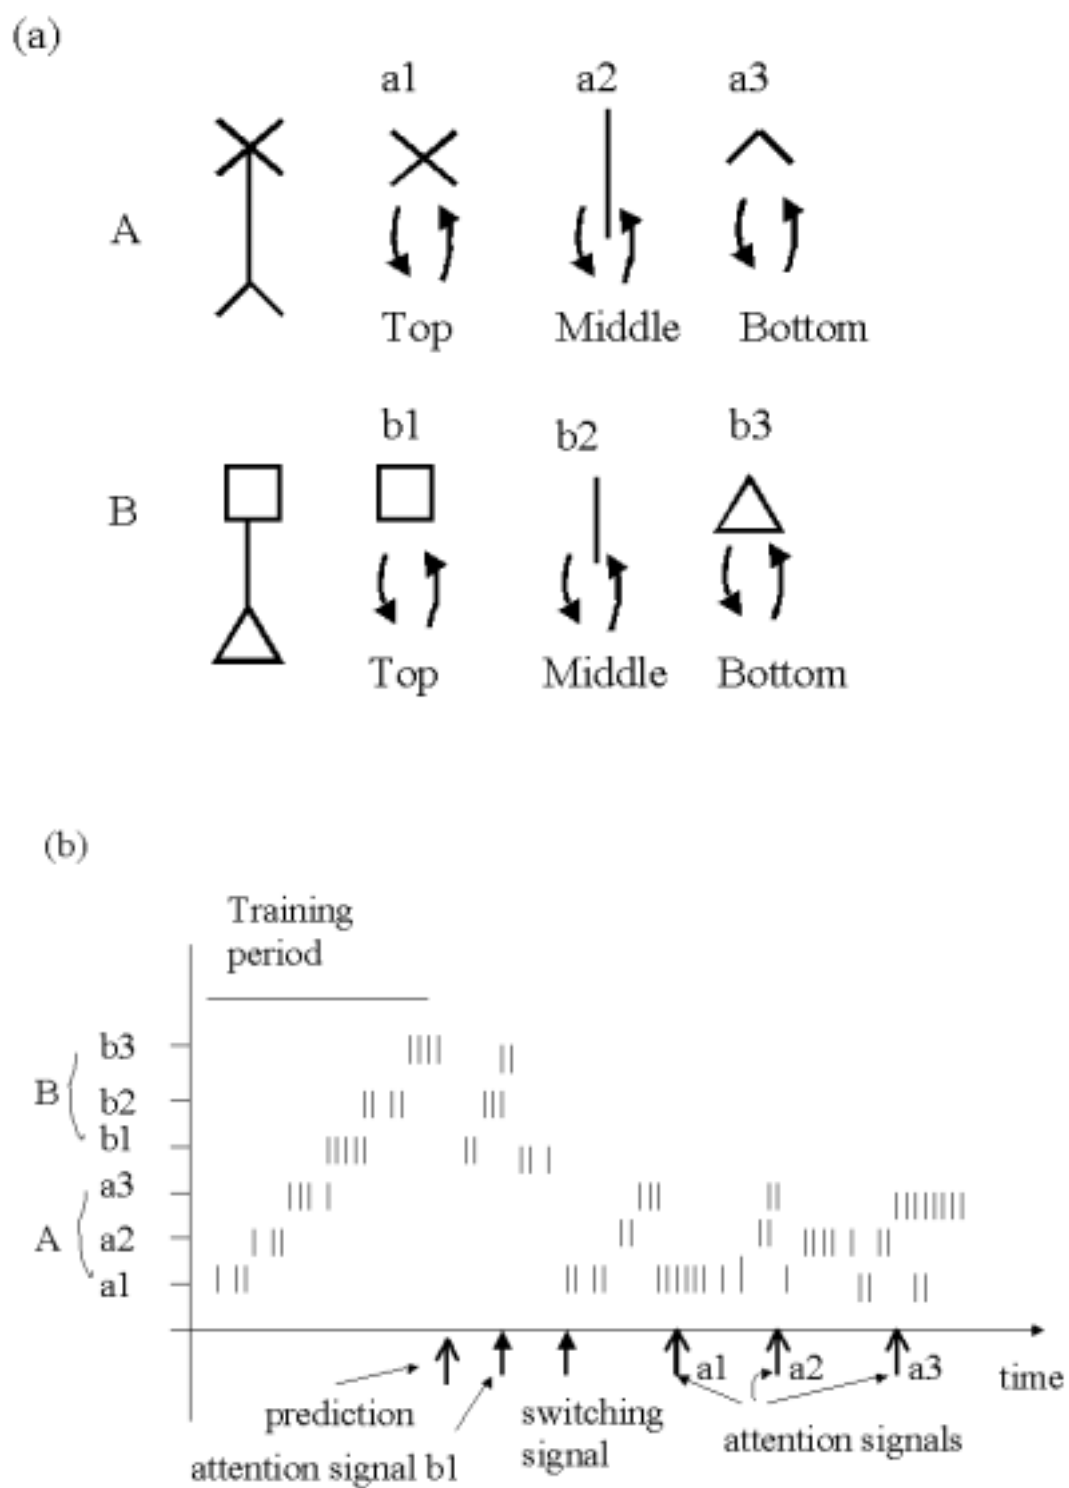 (a)
a1 a2 a3
A
Top Middle Bottom
b1 b2 b3
B
Top Middle Bottom
(b)
Training
period
b3
B b2
b1
a3
A a2
a1
a1 a2 a3
time
prediction
attention signal b1
switching
signal
attention signals